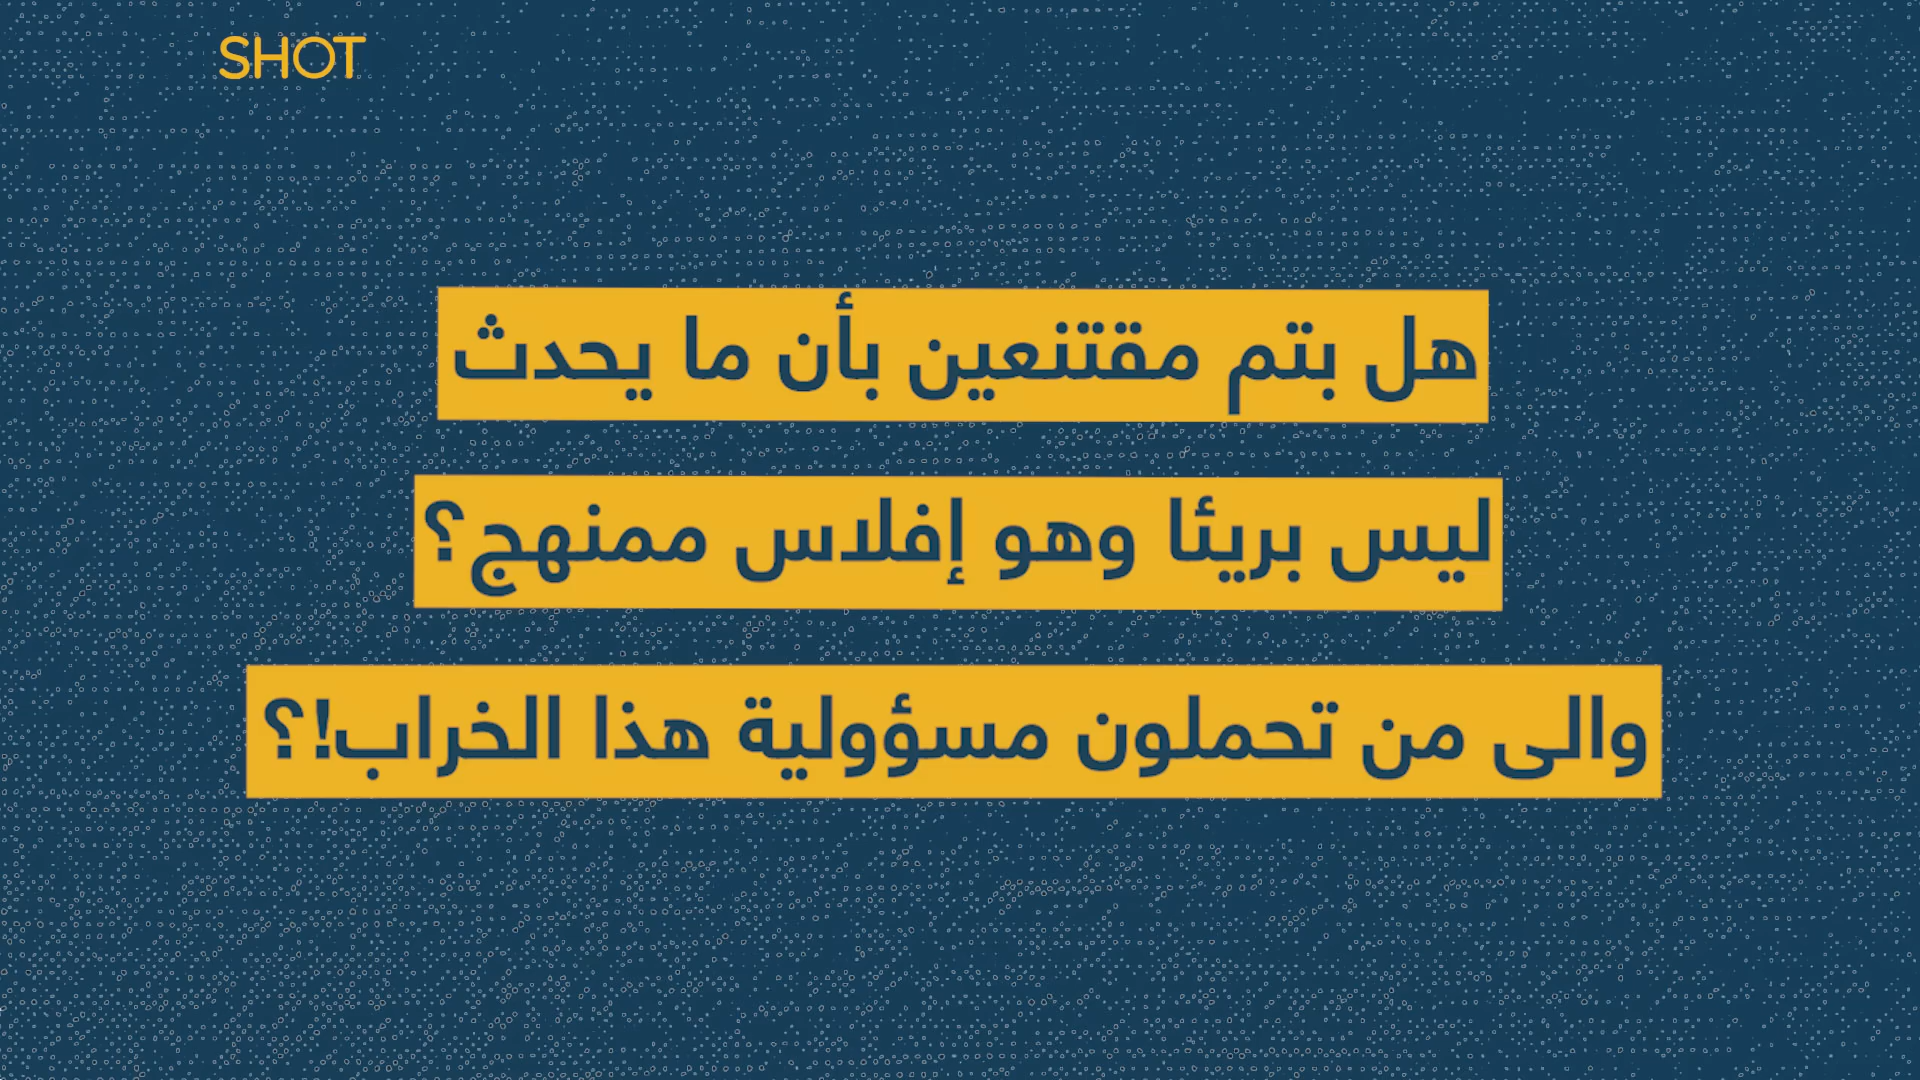 SHOT
هل بتم مقتنعين بأن ما يحدث
ليس بريئا وهو إفلاس ممنهج؟
والى من تحملون مسؤولية هذا الخراب!؟